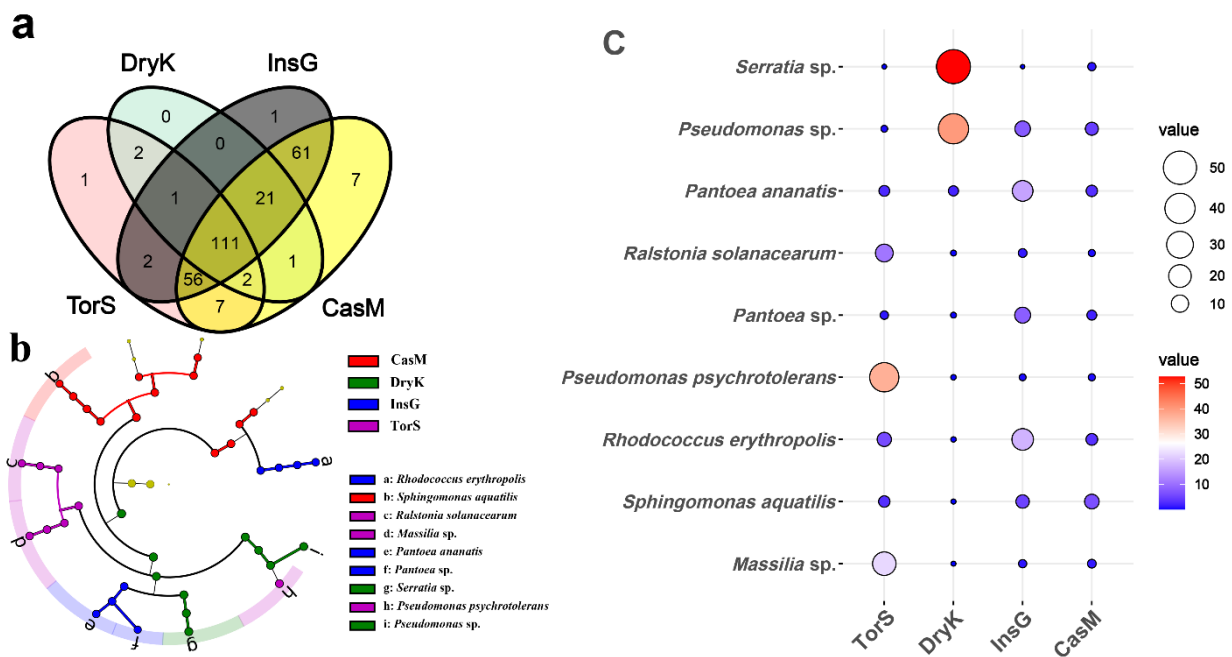 a
DryK
InsG
0
1
2
0
61
1
1
21
7
111
2
56
2
1
7
TorS
CasM
b
CasM
DryK
InsG
TorS
a: Rhodococcus erythropolis
b: Sphingomonas aquatilis
c: Ralstonia solanacearum
d: Massilia sp.
e: Pantoea ananatis
f: Pantoea sp.
g: Serratia sp.
h: Pseudomonas psychrotolerans
i: Pseudomonas sp.
b
c
d
e
f
g
h
i
a
C
Serratia sp.
Pseudomonas sp.
Pantoea ananatis
Ralstonia solanacearum
Pantoea sp.
Pseudomonas psychrotolerans
Rhodococcus erythropolis
Sphingomonas aquatilis
Massilia sp.
TorS
DryK
InsG
CasM
value
50
40
30
20
10
value
50
40
30
20
10